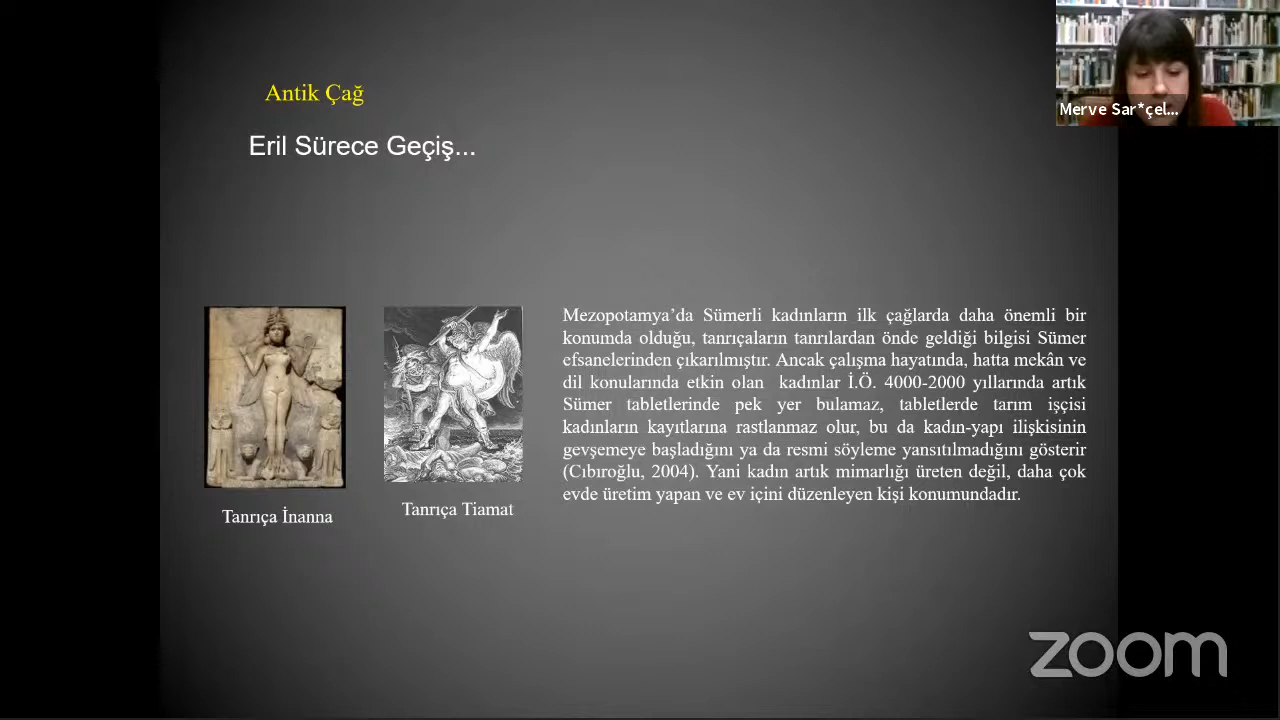 Antik Çağ
Eril Sürece Geçiş...
Merve Sar*çel...
Mezopotamya’da Sümerli kadınların ilk çağlarda daha önemli bir
konumda olduğu, tanrıçaların tanrılardan önde geldiği bilgisi Sümer
efsanelerinden çıkarılmıştır. Ancak çalışma hayatında, hatta mekân ve
dil konularında etkin olan kadınlar İ.Ö. 4000-2000 yıllarında artık
Sümer tabletlerinde pek yer bulamaz, tabletlerde tarım işçisi
kadınların kayıtlarına rastlanmaz olur, bu da kadın-yapı ilişkisinin
gevşemeye başladığını ya da resmi söyleme yansıtılmadığını gösterir
(Cıbıroğlu, 2004). Yani kadın artık mimarlığı üreten değil, daha çok
evde üretim yapan ve ev içini düzenleyen kişi konumundadır.
Tanrıça İnanna
Tanrıça Tiamat
zoom